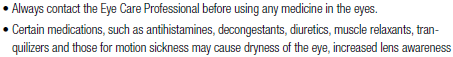 • Always contact the Eye Care Professional before using any medicine in the eyes.
• Certain medications, such as antihistamines, decongestants, diuretics, muscle relaxants, tran-
quilizers and those for motion sickness may cause dryness of the eye, increased lens awareness